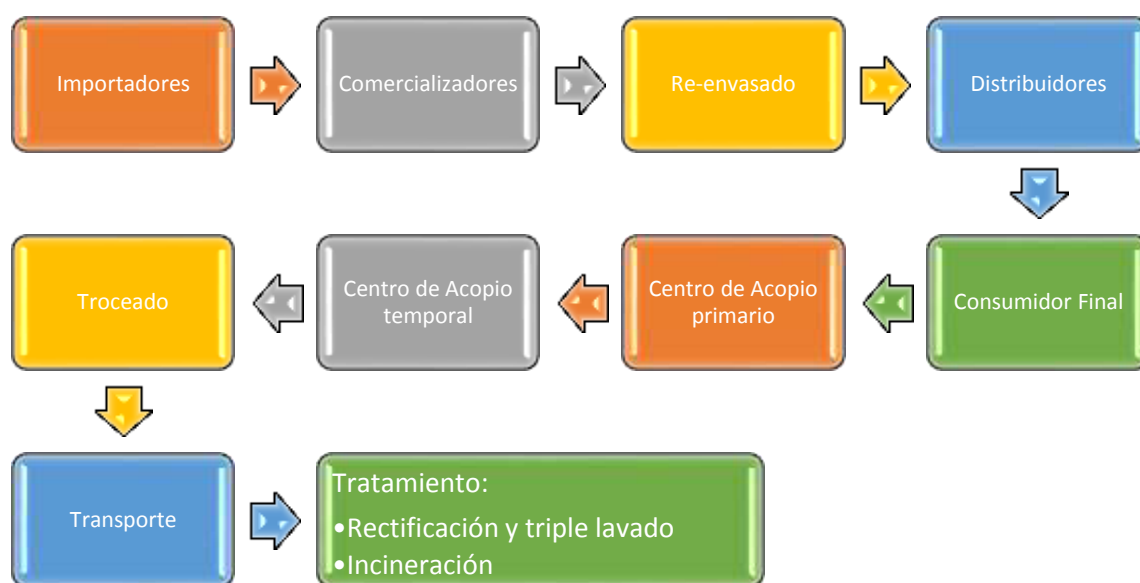 Importadores
Comercializadores
Re-envasado
Distribuidores
Consumidor Final
Centro de Acopio
primario
Centro de Acopio
temporal
Troceado
Transporte
Tratamiento:
•Rectificación y triple lavado
•Incineración